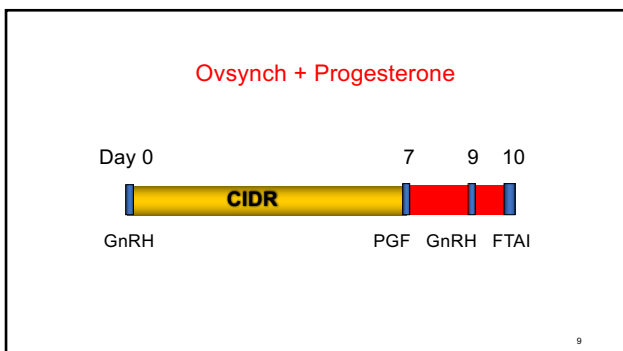 Ovsynch + Progesterone
Day 0 7 9 10
CIDR
GnRH PGF GnRH FTAI
9